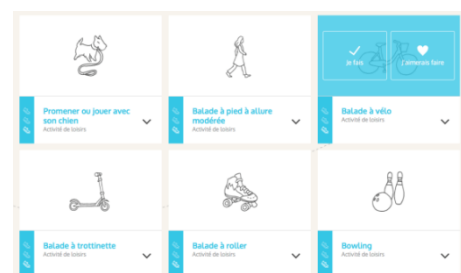 Je fais
J'aimerais faire
Promener ou jouer avec
son chien
Activité de loisirs
Balade à pied à allure
modérée
Activité de loisirs
Balade à vélo
Activité de loisirs
Balade à trottinette
Activité de loisirs
Balade à roller
Activité de loisirs
Bowling
Activité de loisirs